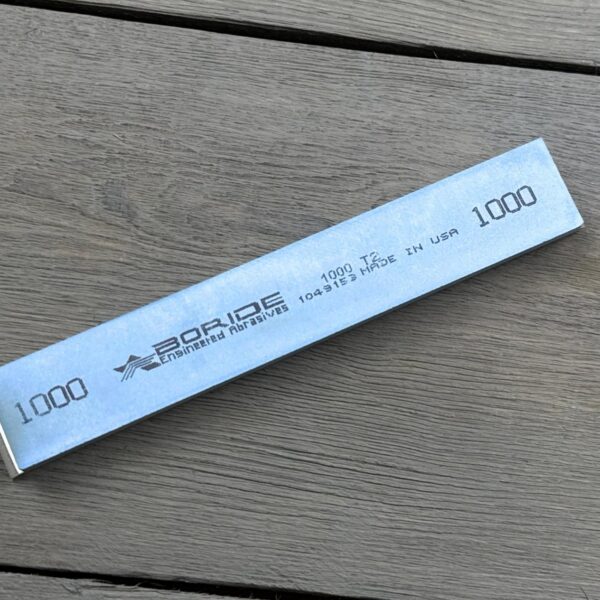 1000
BORIDE
Engineered Abrasives
1000 T2
1049153 MADE IN USA
1000